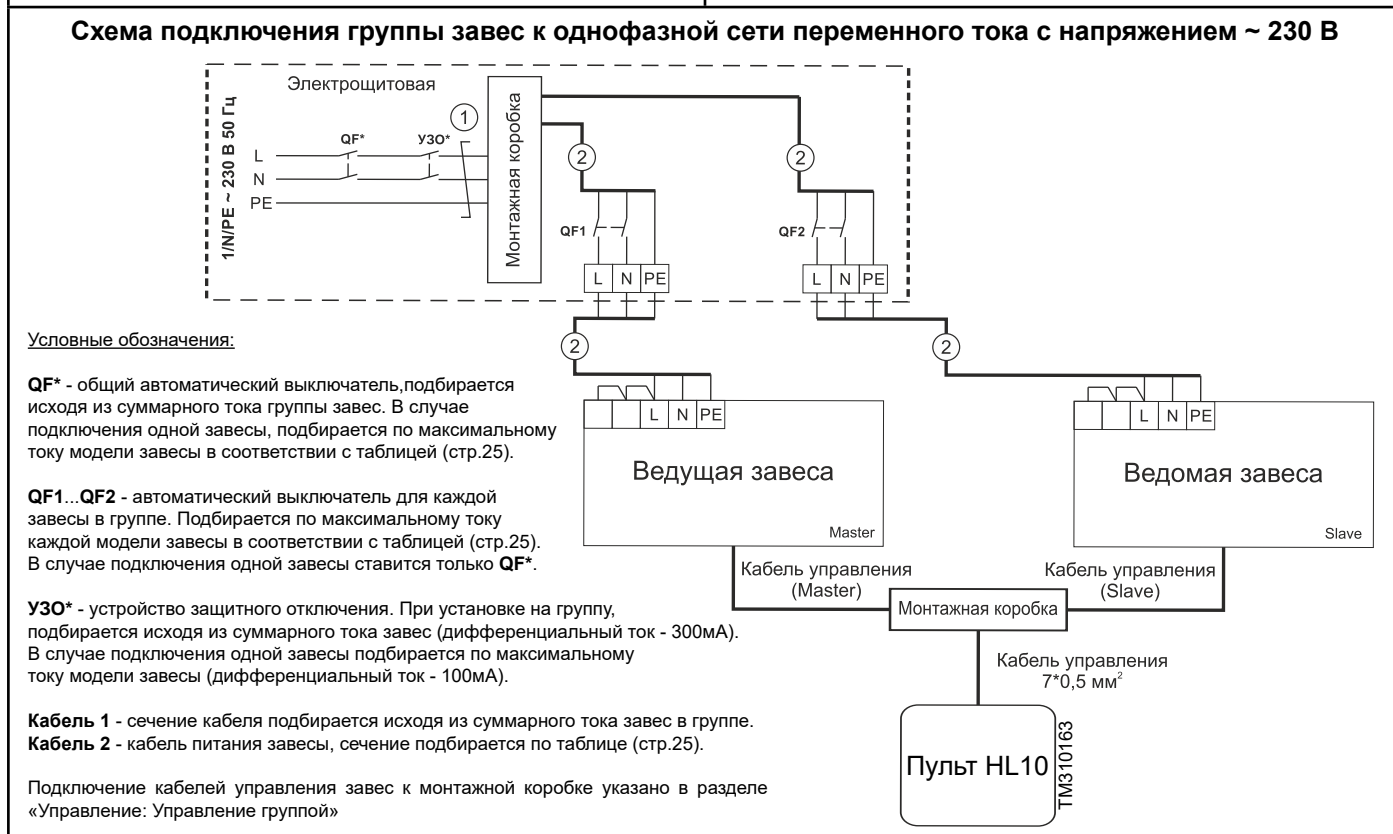 Схема подключения группы завес к однофазной сети переменного тока с напряжением ~ 230 В
Электрощитовая
1/N/PE ~ 230 В 50 Гц
L
N
PE
QF*
УЗО*
1
Монтажная коробка
2
2
QF1
QF2
L N PE
L N PE
2
2
L N PE
Ведущая завеса
Master
L N PE
Ведомая завеса
Slave
Кабель управления
(Master)
Кабель управления
(Slave)
Монтажная коробка
Кабель управления
7*0,5 мм²
Пульт HL10
TM310163
Условные обозначения:
QF* - общий автоматический выключатель,подбирается
исходя из суммарного тока группы завес. В случае
подключения одной завесы, подбирается по максимальному
току модели завесы в соответствии с таблицей (стр.25).
QF1...QF2 - автоматический выключатель для каждой
завесы в группе. Подбирается по максимальному току
каждой модели завесы в соответствии с таблицей (стр.25).
В случае подключения одной завесы ставится только QF*.
УЗО* - устройство защитного отключения. При установке на группу,
подбирается исходя из суммарного тока завес (дифференциальный ток - 300мА).
В случае подключения одной завесы подбирается по максимальному
току модели завесы (дифференциальный ток - 100мА).
Кабель 1 - сечение кабеля подбирается исходя из суммарного тока завес в группе.
Кабель 2 - кабель питания завесы, сечение подбирается по таблице (стр.25).
Подключение кабелей управления завес к монтажной коробке указано в разделе
«Управление: Управление группой»